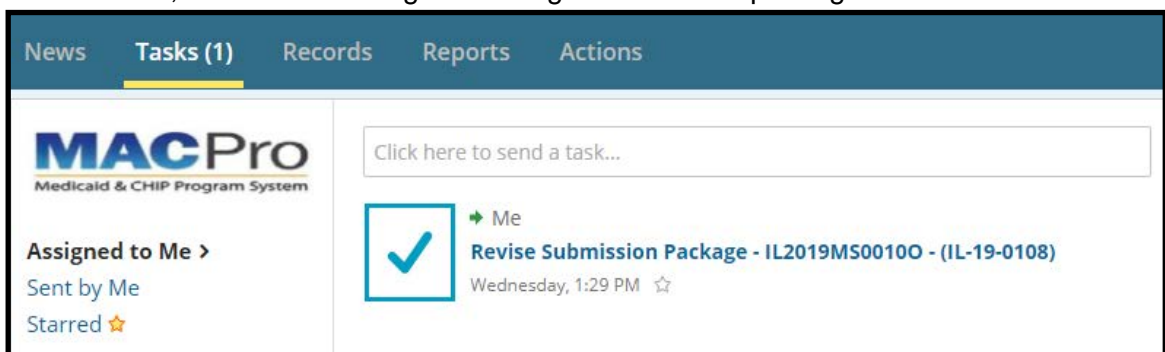 News Tasks (1) Records Reports Actions
MACPro
Medicaid & CHIP Program System
Click here to send a task...
Me
Revise Submission Package - IL2019MS0010O - (IL-19-0108)
Wednesday, 1:29 PM
Assigned to Me >
Sent by Me
Starred